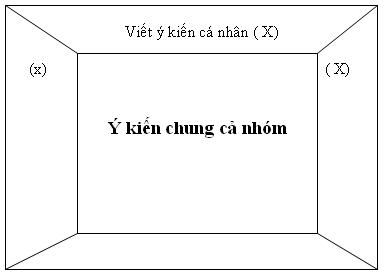 Viết ý kiến cá nhân ( X)
(x)
( X)
Ý kiến chung cả nhóm